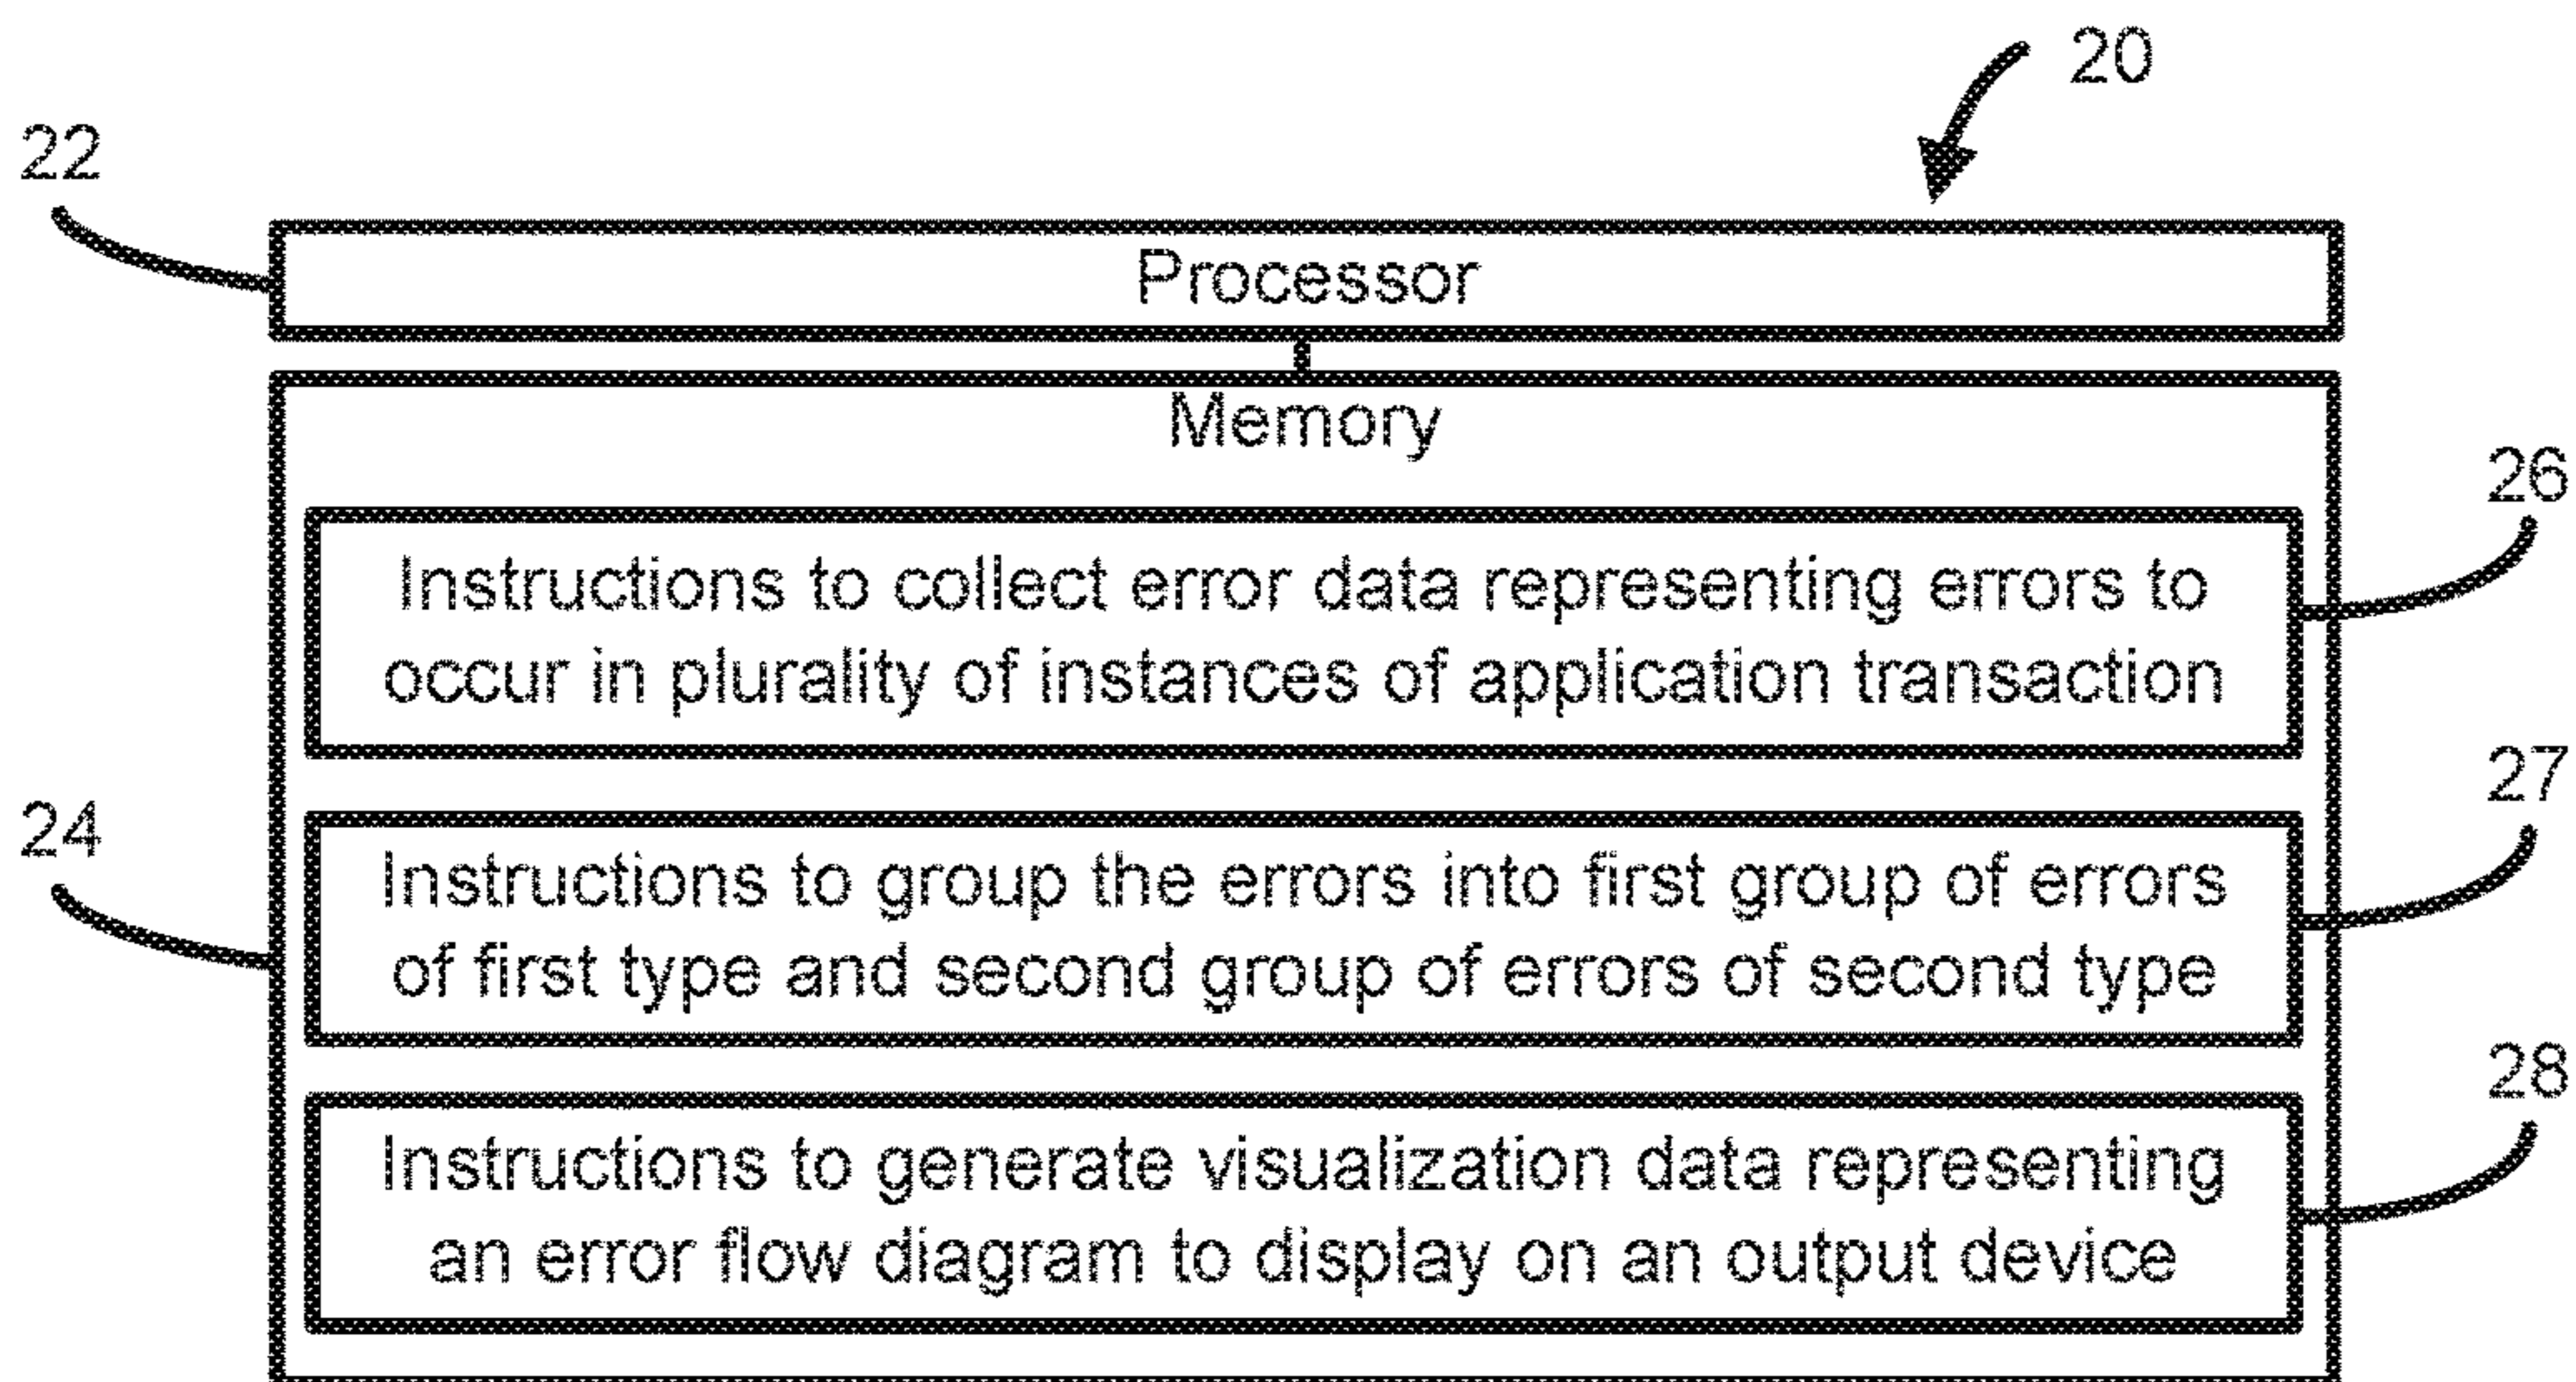 20
22
Processor
Memory
26
Instructions to collect error data representing errors to
occur in plurality of instances of application transaction
27
24
Instructions to group the errors into first group of errors
of first type and second group of errors of second type
28
Instructions to generate visualization data representing
an error flow diagram to display on an output device